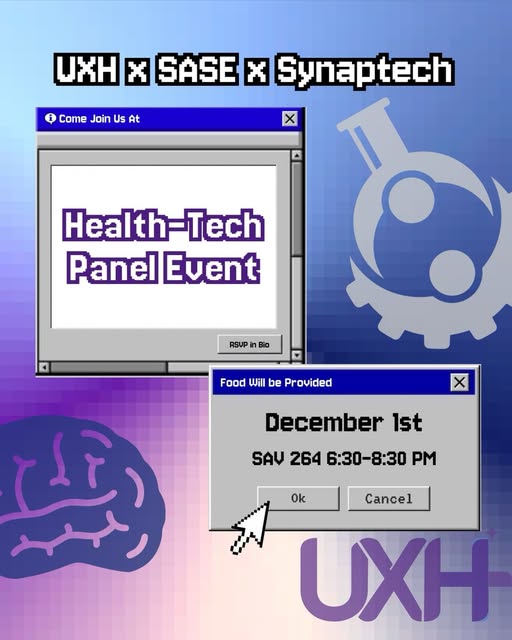 UXH x SASE x Synaptech
Come Join Us At
Health-Tech
Panel Event
RSVP in Bio
Food Will be Provided
December 1st
SAV 264 6:30-8:30 PM
Ok Cancel
UXH